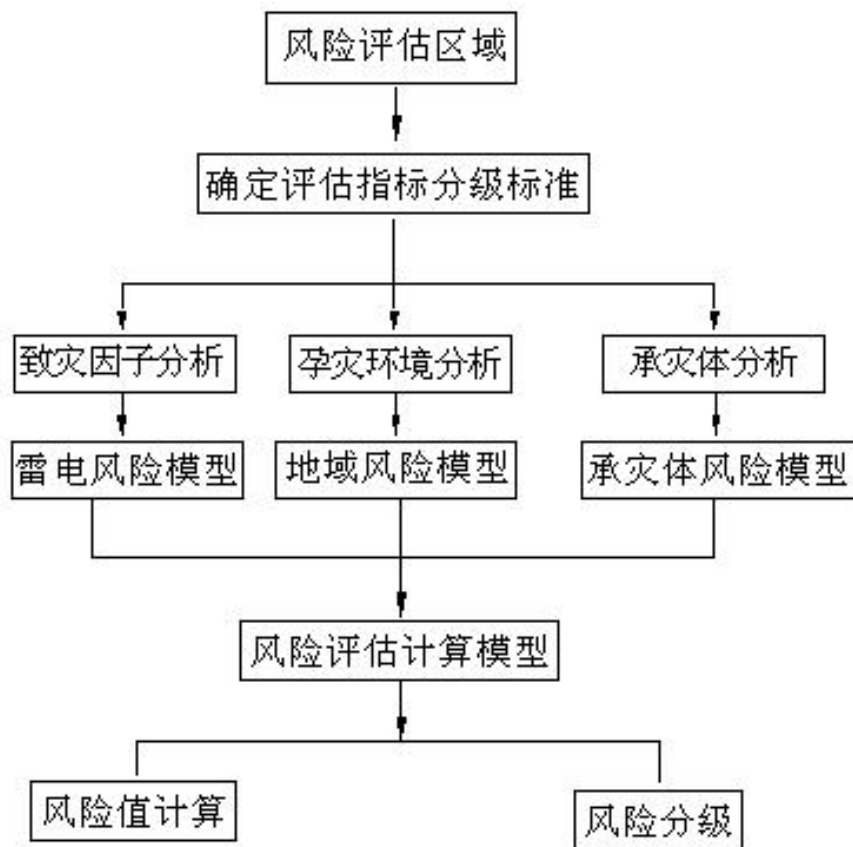 风险评估区域
确定评估指标分级标准
致灾因子分析
孕灾环境分析
承灾体分析
雷电风险模型
地域风险模型
承灾体风险模型
风险评估计算模型
风险值计算
风险分级